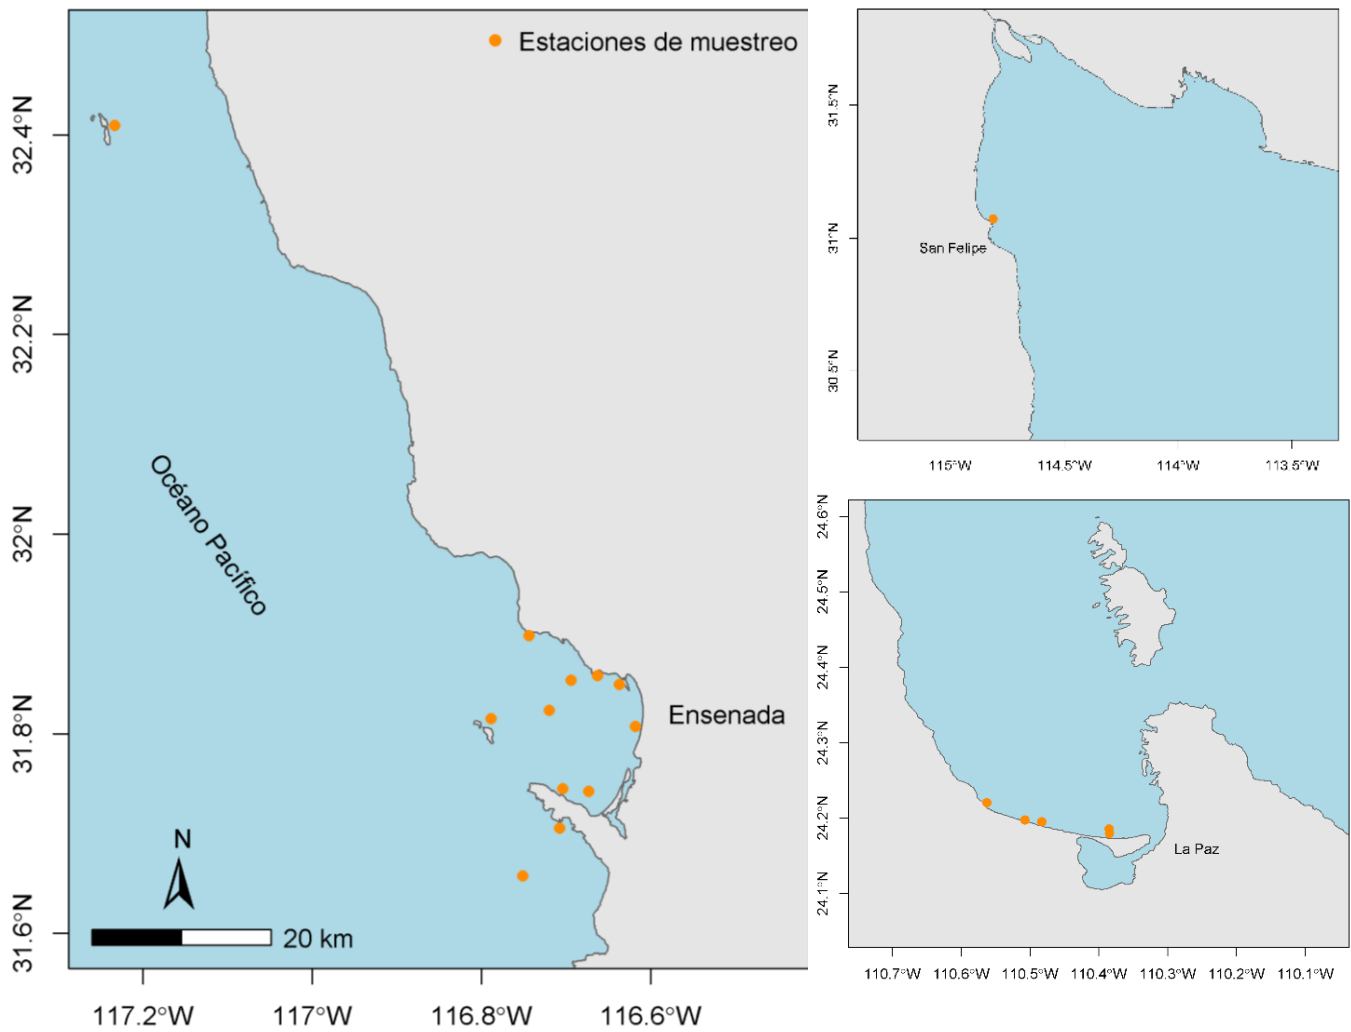 Estaciones de muestreo
32.4°N
32.2°N
32°N
31.8°N
31.6°N
Océano Pacífico
Ensenada
N
20 km
117.2°W
117°W
116.8°W
116.6°W
31.5°N
31°N
30.5°N
San Felipe
115°W
114.5°W
114°W
113.5°W
24.6°N
24.5°N
24.4°N
24.3°N
24.2°N
24.1°N
La Paz
110.7°W
110.6°W
110.5°W
110.4°W
110.3°W
110.2°W
110.1°W